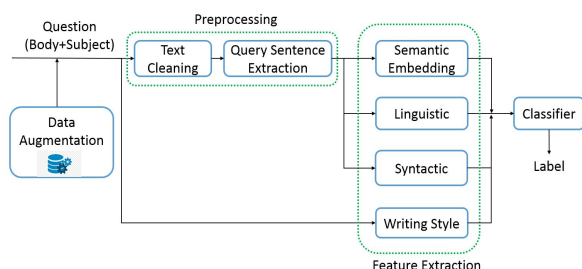 Preprocessing
Question
(Body+Subject)
Text
Cleaning
Query Sentence
Extraction
Semantic
Embedding
Data
Augmentation
Linguistic
Classifier
Syntactic
Label
Writing Style
Feature Extraction